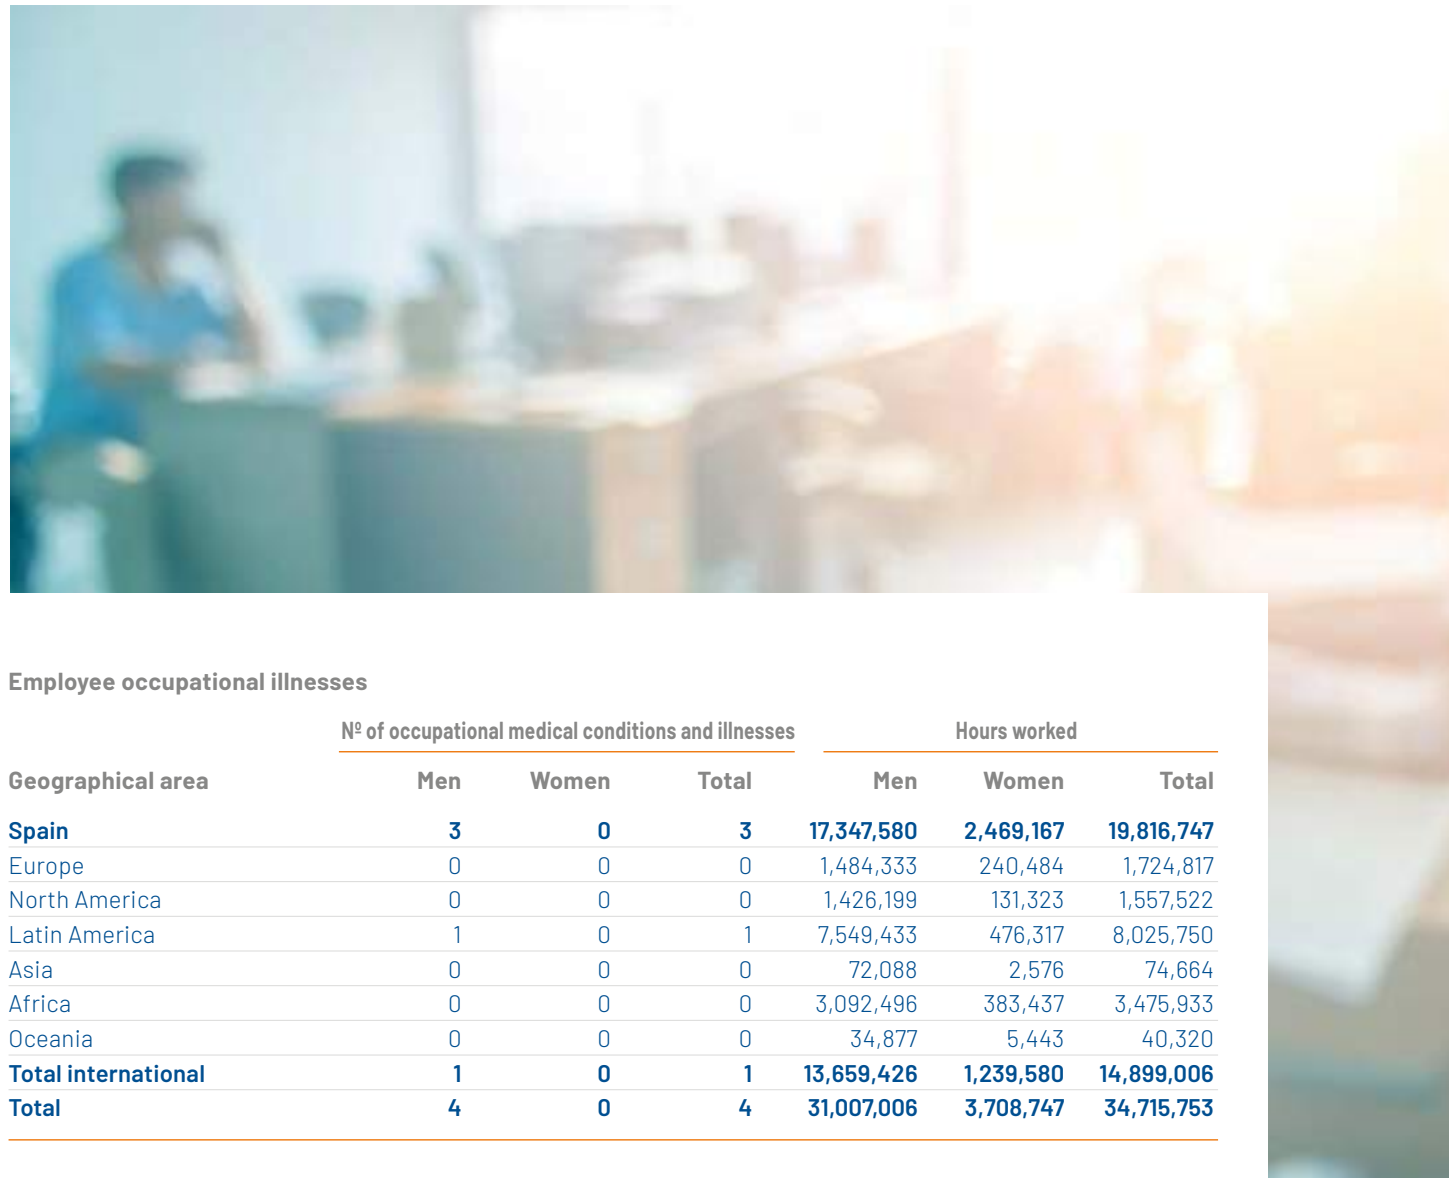 Employee occupational illnesses
Nº of occupational medical conditions and illnesses Hours worked
Geographical area Men Women Total Men Women Total
Spain 3 0 3 17,347,580 2,469,167 19,816,747
Europe 0 0 0 1,484,333 240,484 1,724,817
North America 0 0 0 1,426,199 131,323 1,557,522
Latin America 1 0 1 7,549,433 476,317 8,025,750
Asia 0 0 0 72,088 2,576 74,664
Africa 0 0 0 3,092,496 383,437 3,475,933
Oceania 0 0 0 34,877 5,443 40,320
Total international 1 0 1 13,659,426 1,239,580 14,899,006
Total 4 0 4 31,007,006 3,708,747 34,715,753